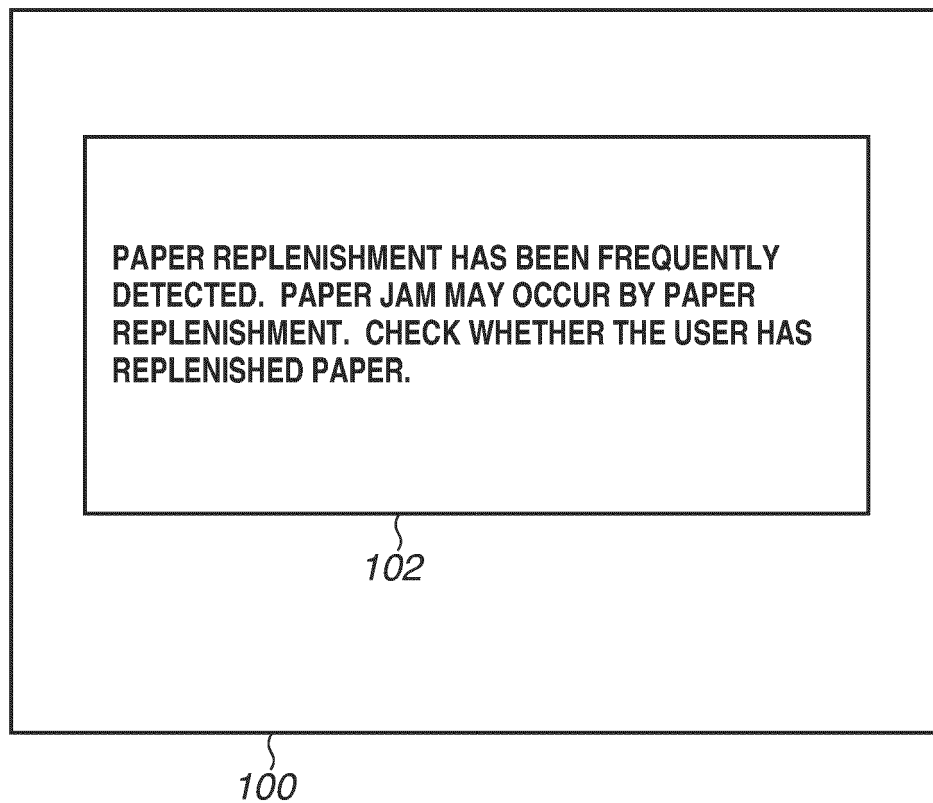 PAPER REPLENISHMENT HAS BEEN FREQUENTLY
DETECTED.  PAPER JAM MAY OCCUR BY PAPER
REPLENISHMENT.  CHECK WHETHER THE USER HAS
REPLENISHED PAPER.
102
100